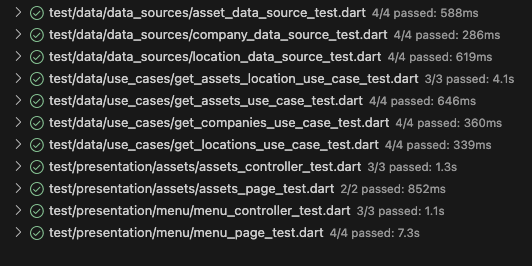 test/data/data_sources/asset_data_source_test.dart 4/4 passed: 588ms
test/data/data_sources/company_data_source_test.dart 4/4 passed: 286ms
test/data/data_sources/location_data_source_test.dart 4/4 passed: 619ms
test/data/use_cases/get_assets_location_use_case_test.dart 3/3 passed: 4.1s
test/data/use_cases/get_assets_use_case_test.dart 4/4 passed: 646ms
test/data/use_cases/get_companies_use_case_test.dart 4/4 passed: 360ms
test/data/use_cases/get_locations_use_case_test.dart 4/4 passed: 339ms
test/presentation/assets/assets_controller_test.dart 3/3 passed: 1.3s
test/presentation/assets/assets_page_test.dart 2/2 passed: 852ms
test/presentation/menu/menu_controller_test.dart 3/3 passed: 1.1s
test/presentation/menu/menu_page_test.dart 4/4 passed: 7.3s